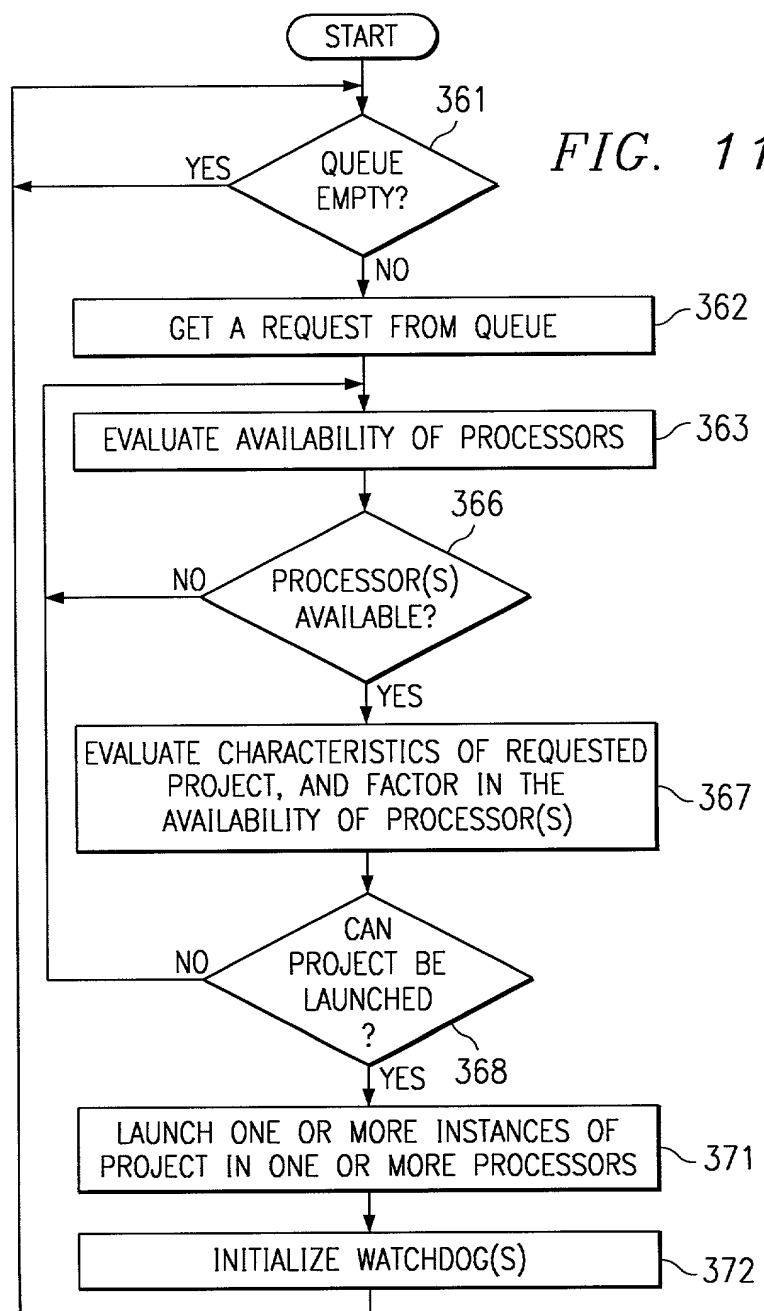 START
361
FIG. 11
YES
QUEUE
EMPTY?
NO
GET A REQUEST FROM QUEUE
362
EVALUATE AVAILABILITY OF PROCESSORS
363
366
NO
PROCESSOR(S)
AVAILABLE?
YES
EVALUATE CHARACTERISTICS OF REQUESTED
PROJECT, AND FACTOR IN THE
AVAILABILITY OF PROCESSOR(S)
367
CAN
PROJECT BE
LAUNCHED
?
NO
368
YES
LAUNCH ONE OR MORE INSTANCES OF
PROJECT IN ONE OR MORE PROCESSORS
371
INITIALIZE WATCHDOG(S)
372